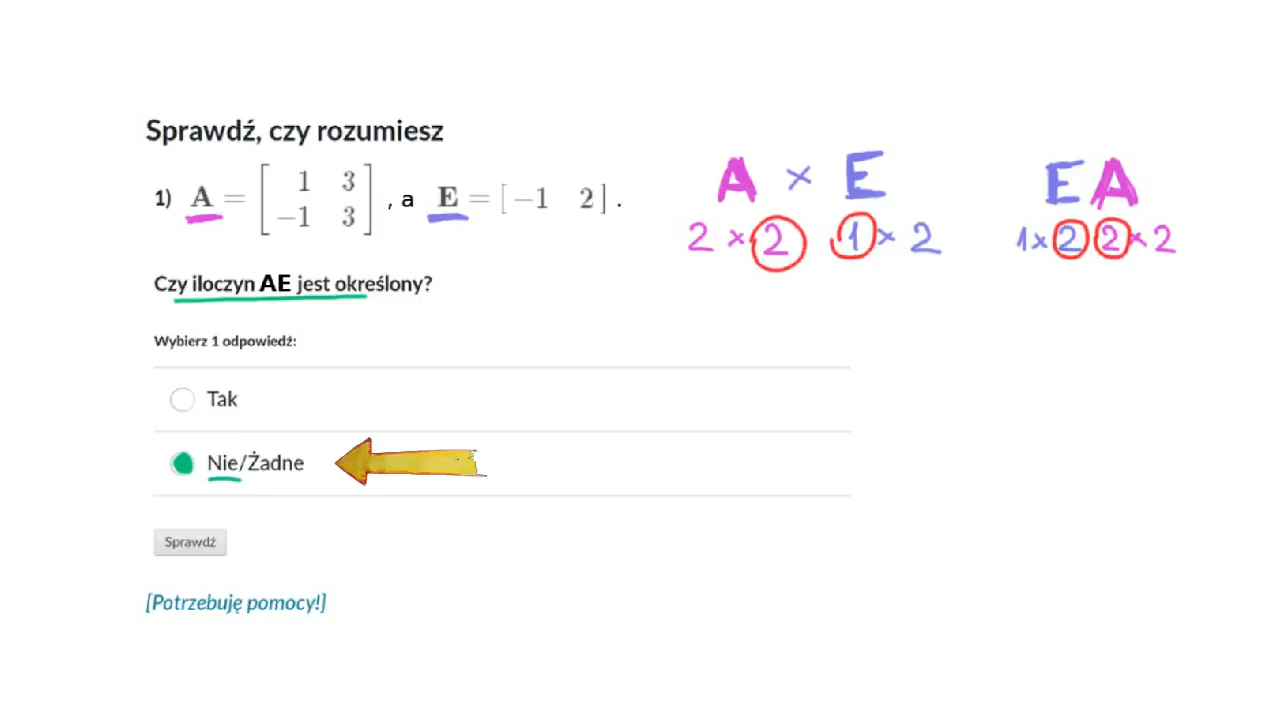 Sprawdź, czy rozumiesz
1) A = [ 1 3 −1 3 ] , a E = [ −1 2 ] .
A × E
2 × 2 1 × 2
EA
1 × 2 2 × 2
Czy iloczyn AE jest określony?
Wybierz 1 odpowiedź:
Tak
Nie/Żadne
Sprawdź
[Potrzebuję pomocy!]